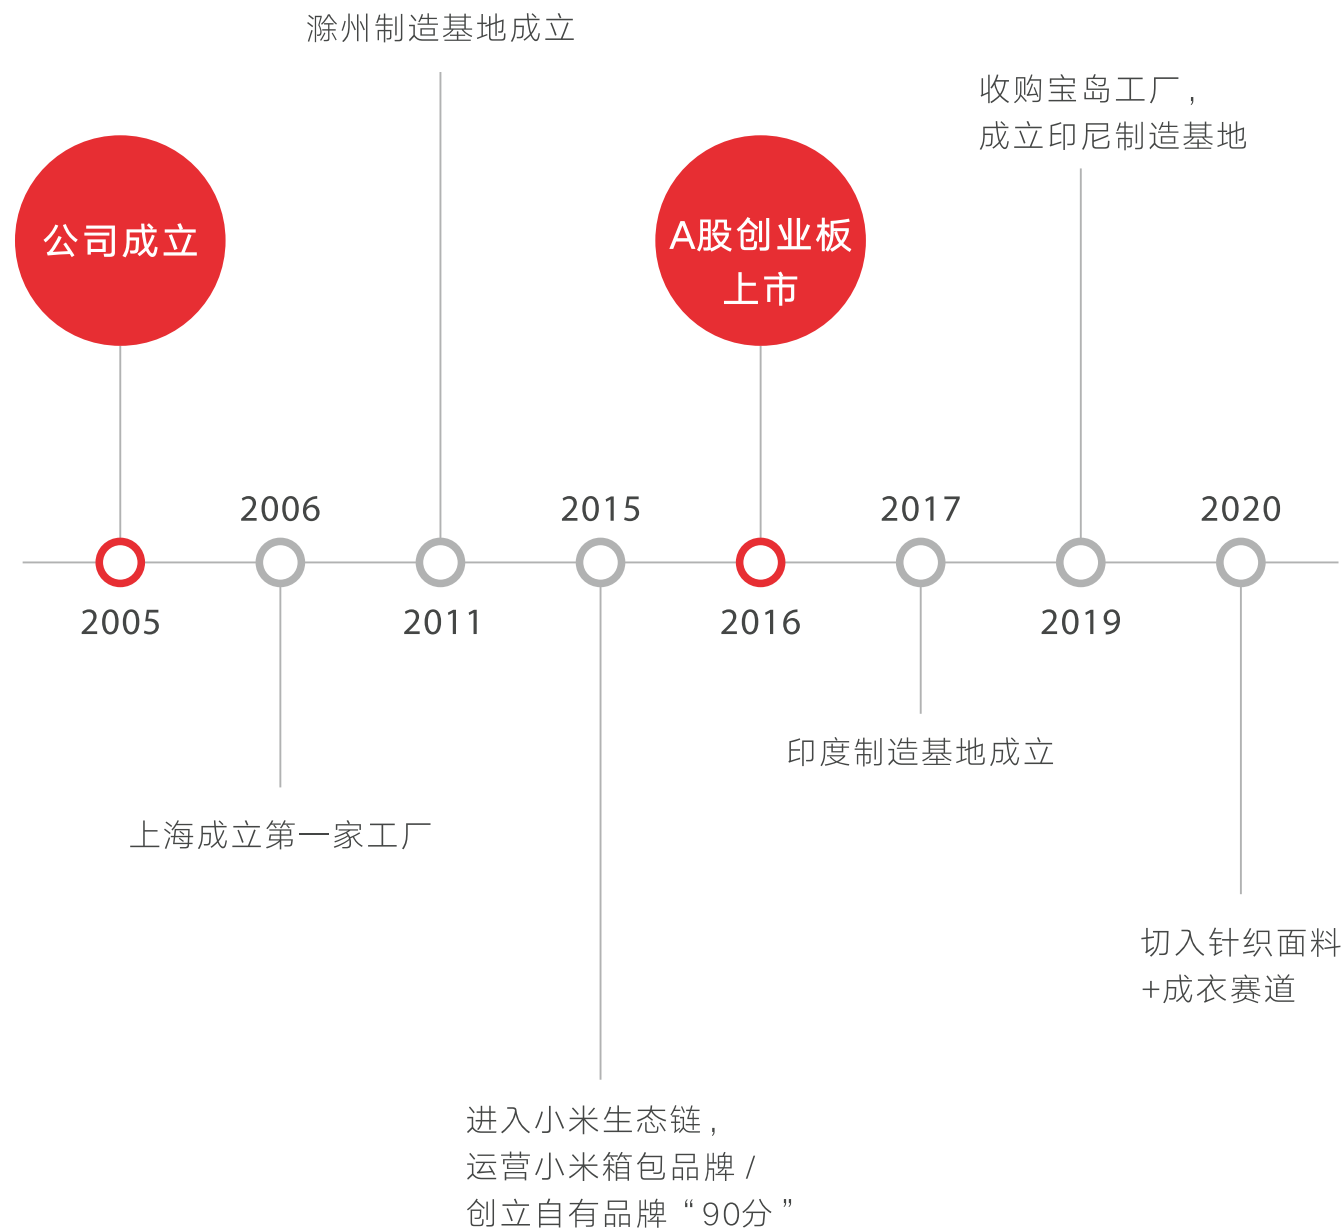 滁州制造基地成立
收购宝岛工厂,
成立印尼制造基地
公司成立
A股创业板
上市
2006
2015
2017
2020
2005
2011
2016
2019
印度制造基地成立
上海成立第一家工厂
切入针织面料
+成衣赛道
进入小米生态链,
运营小米箱包品牌 /
创立自有品牌“90分”